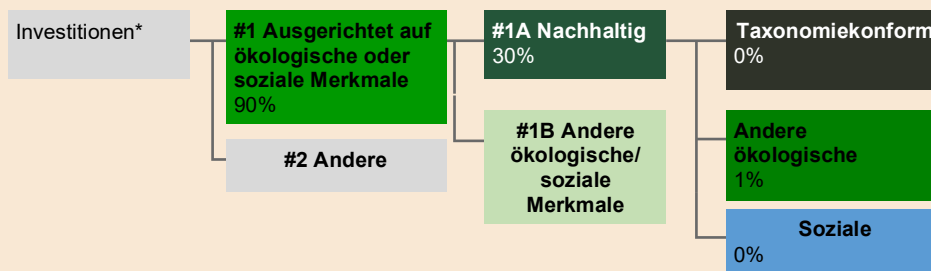 Investitionen*
#1 Ausgerichtet auf
ökologische oder
soziale Merkmale
90%
#2 Andere
#1A Nachhaltig
30%
#1B Andere
ökologische/
soziale
Merkmale
Taxonomiekonform
0%
Andere
ökologische
1%
Soziale
0%